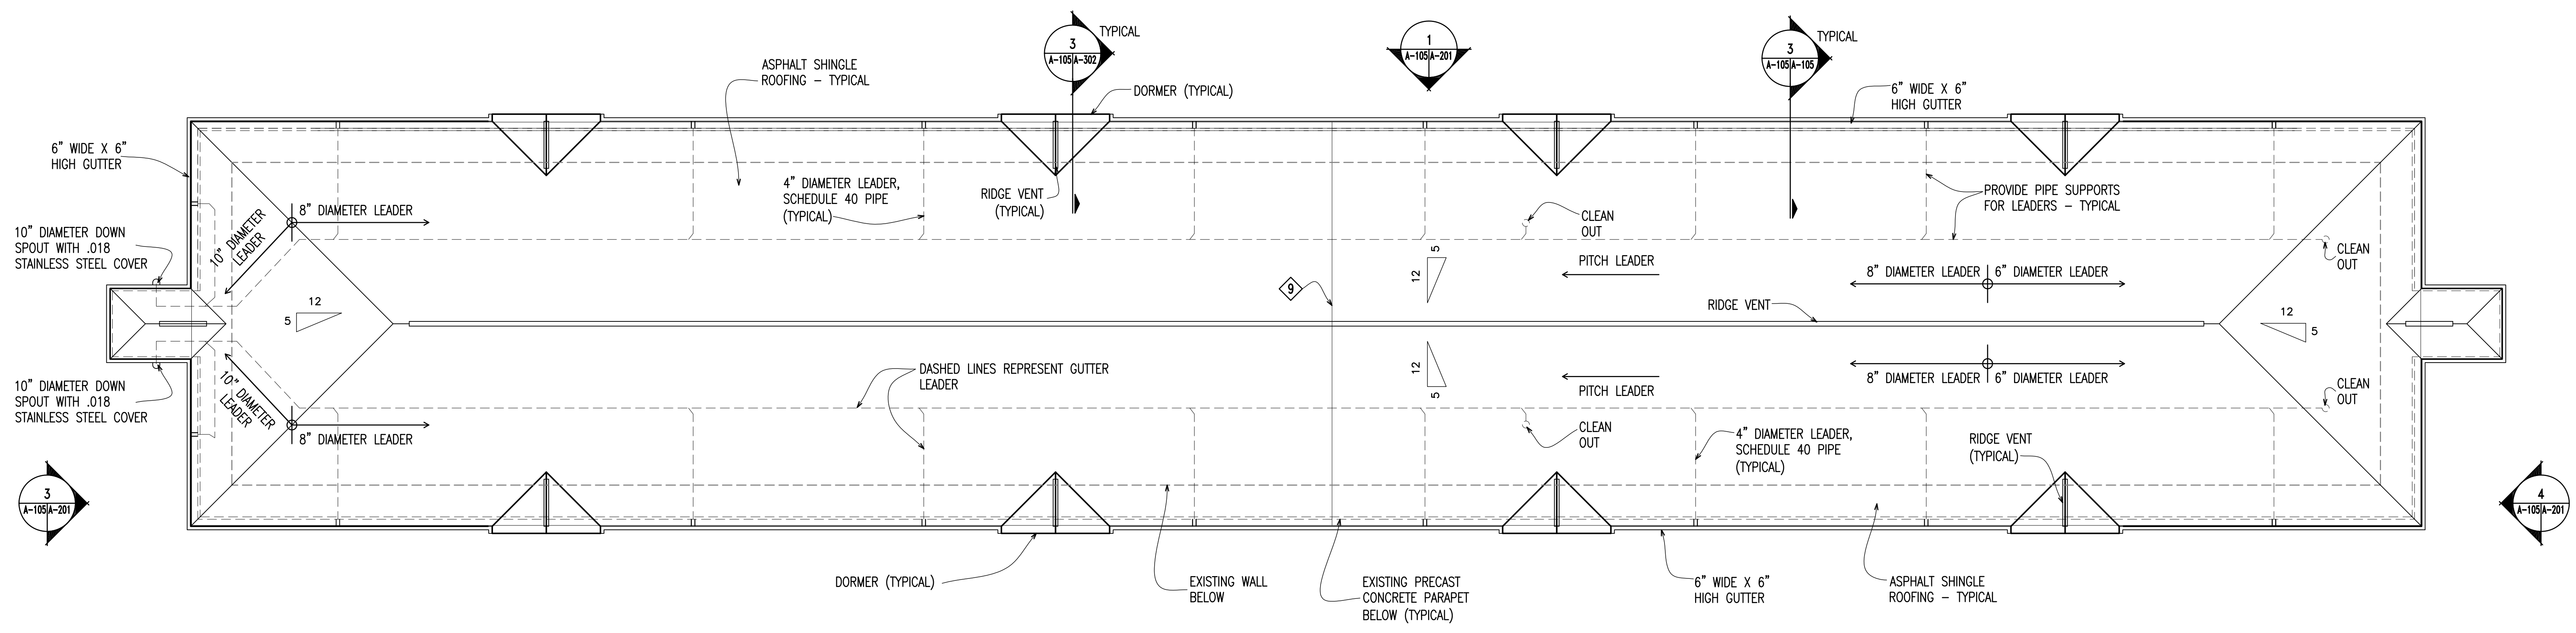 3
A-105 A-302
TYPICAL
1
A-105 A-201
3
A-105 A-105
TYPICAL
ASPHALT SHINGLE
ROOFING – TYPICAL
DORMER (TYPICAL)
6" WIDE X 6"
HIGH GUTTER
6" WIDE X 6"
HIGH GUTTER
4" DIAMETER LEADER,
SCHEDULE 40 PIPE
(TYPICAL)
RIDGE VENT
(TYPICAL)
PROVIDE PIPE SUPPORTS
FOR LEADERS – TYPICAL
8" DIAMETER LEADER
10" DIAMETER
LEADER
CLEAN
OUT
10" DIAMETER DOWN
SPOUT WITH .018
STAINLESS STEEL COVER
CLEAN
OUT
5
12
PITCH LEADER
8" DIAMETER LEADER
6" DIAMETER LEADER
9
12
5
RIDGE VENT
12
5
DASHED LINES REPRESENT GUTTER
LEADER
12
5
PITCH LEADER
8" DIAMETER LEADER
6" DIAMETER LEADER
10" DIAMETER DOWN
SPOUT WITH .018
STAINLESS STEEL COVER
10" DIAMETER
LEADER
8" DIAMETER LEADER
CLEAN
OUT
CLEAN
OUT
4" DIAMETER LEADER,
SCHEDULE 40 PIPE
(TYPICAL)
RIDGE VENT
(TYPICAL)
3
A-105 A-201
4
A-105 A-201
DORMER (TYPICAL)
EXISTING WALL
BELOW
EXISTING PRECAST
CONCRETE PARAPET
BELOW (TYPICAL)
6" WIDE X 6"
HIGH GUTTER
ASPHALT SHINGLE
ROOFING – TYPICAL